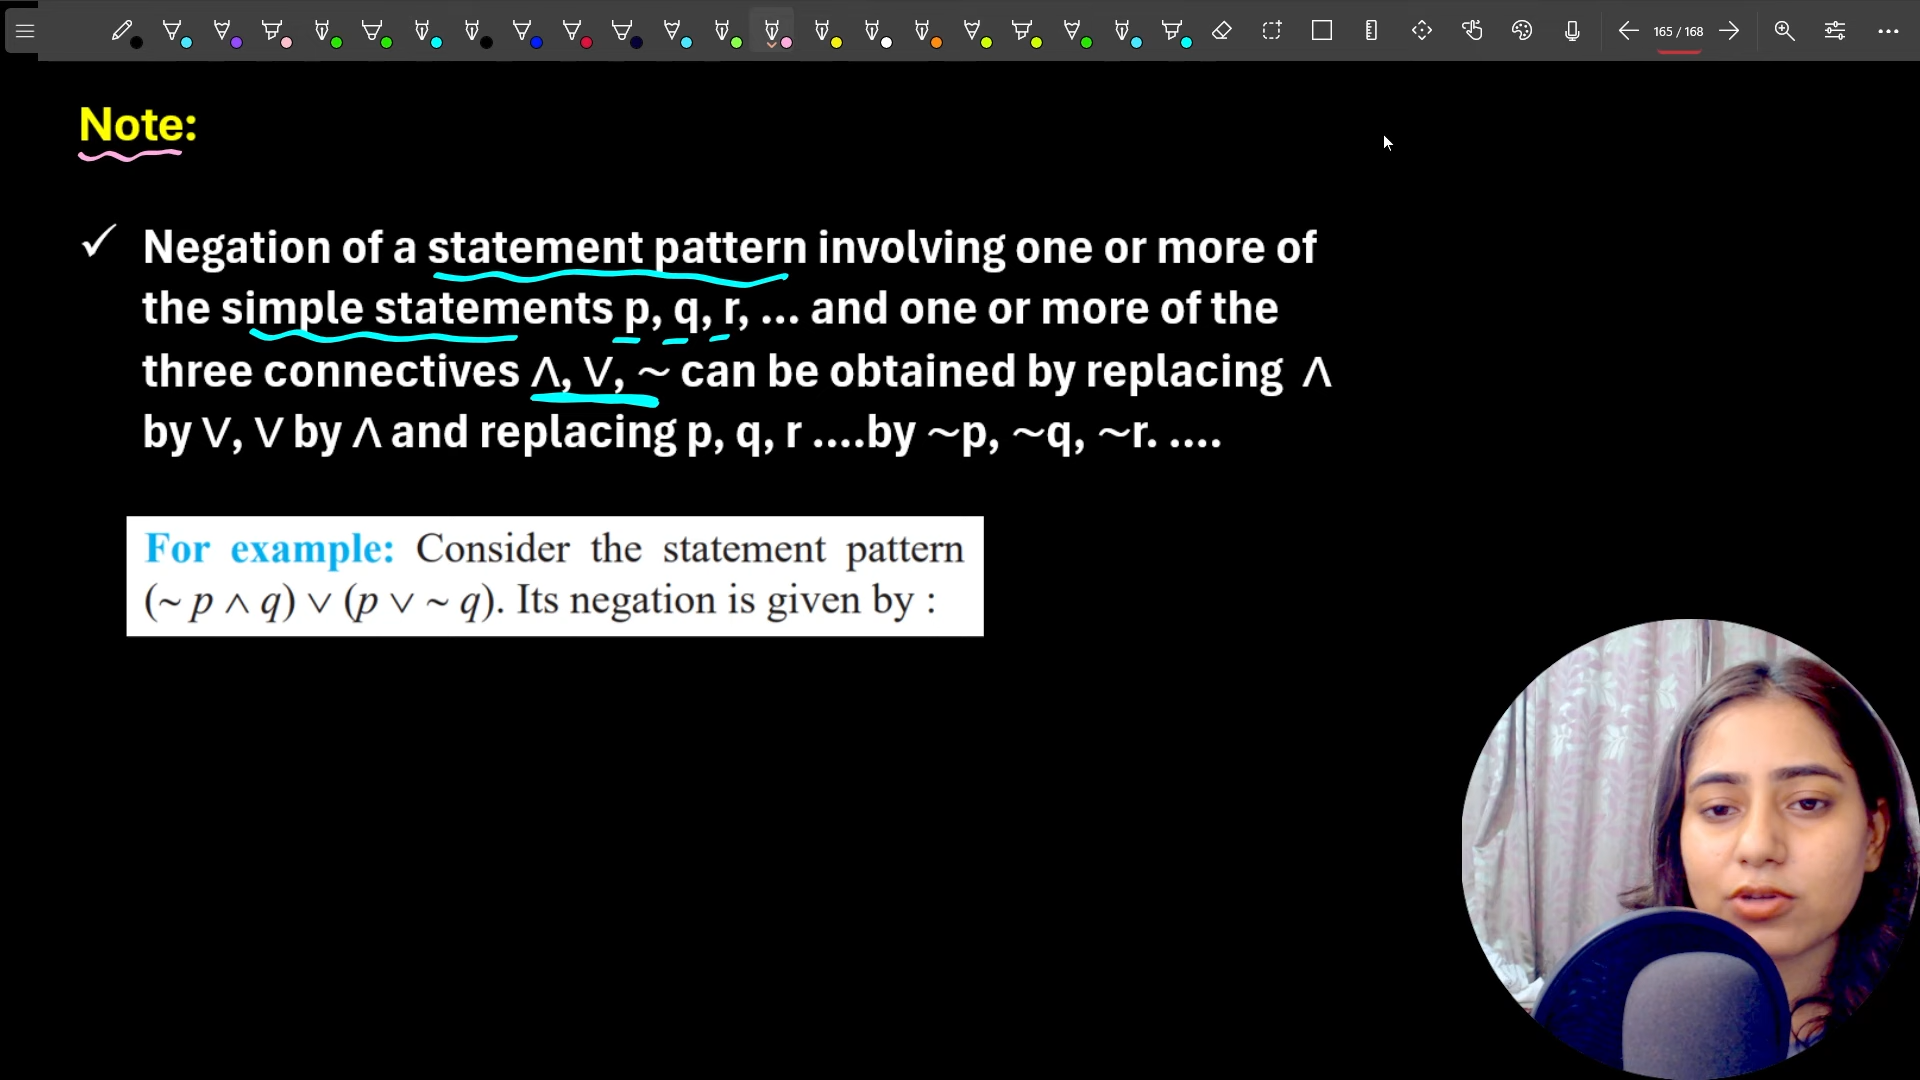 165 / 168
Note:
✓ Negation of a statement pattern involving one or more of
the simple statements p, q, r, ... and one or more of the
three connectives ∧, ∨, ~ can be obtained by replacing ∧
by ∨, ∨ by ∧ and replacing p, q, r ....by ~p, ~q, ~r. ....
For example: Consider the statement pattern
(~ p ∧ q) ∨ (p ∨ ~ q). Its negation is given by :